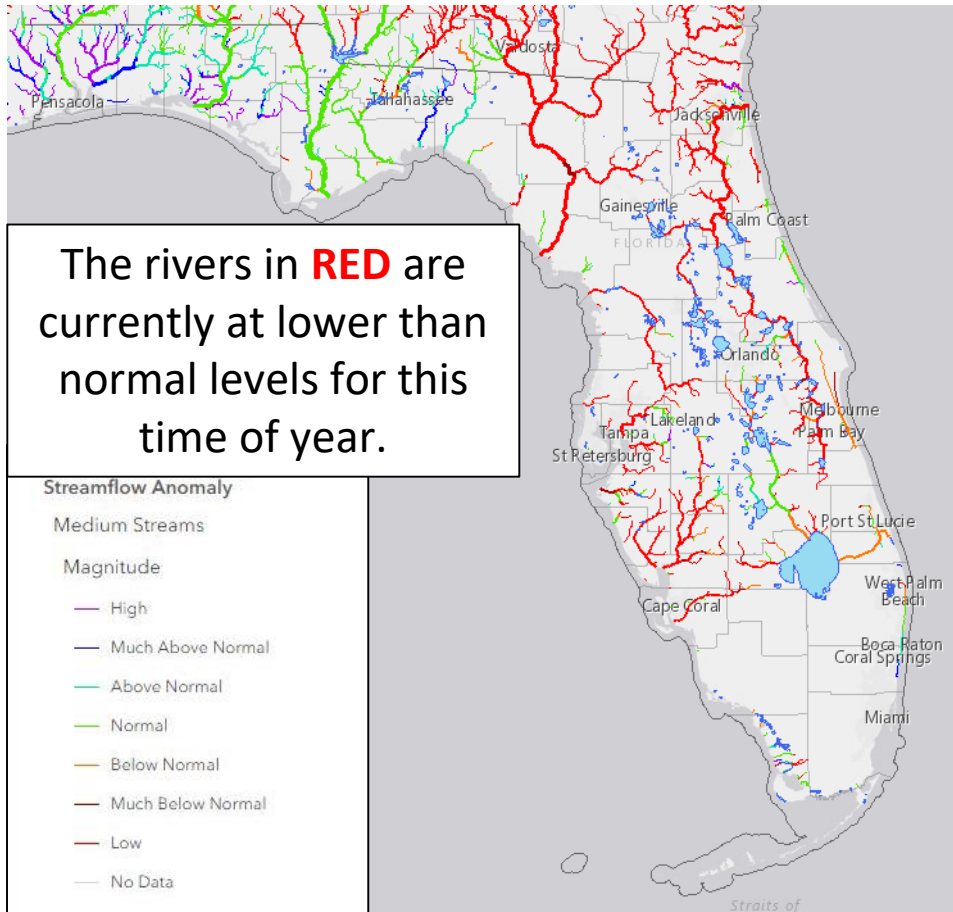 Valdosta
Pensacola
Tallahassee
Jacksonville
Gainesville
Palm Coast
FLORIDA
The rivers in RED are
currently at lower than
normal levels for this
time of year.
Orlando
Melbourne
Lakeland
Tampa
Palm Bay
St Petersburg
Streamflow Anomaly
Medium Streams
Magnitude
High
Much Above Normal
Above Normal
Normal
Below Normal
Much Below Normal
Low
No Data
Port St Lucie
West Palm
Beach
Cape Coral
Boca Raton
Coral Springs
Miami
Straits of